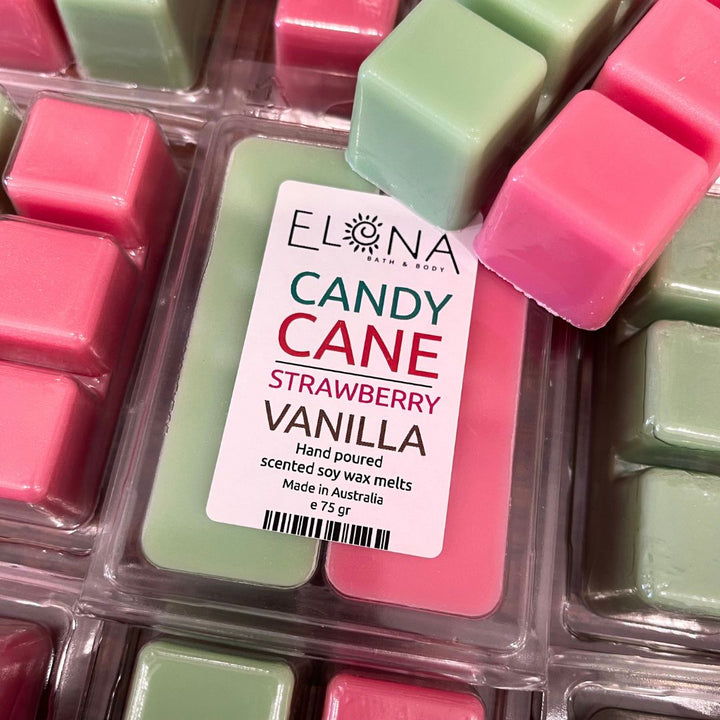 ELONA
BATH & BODY
CANDY
CANE
STRAWBERRY
VANILLA
Hand poured
scented soy wax melts
Made in Australia
e 75 gr